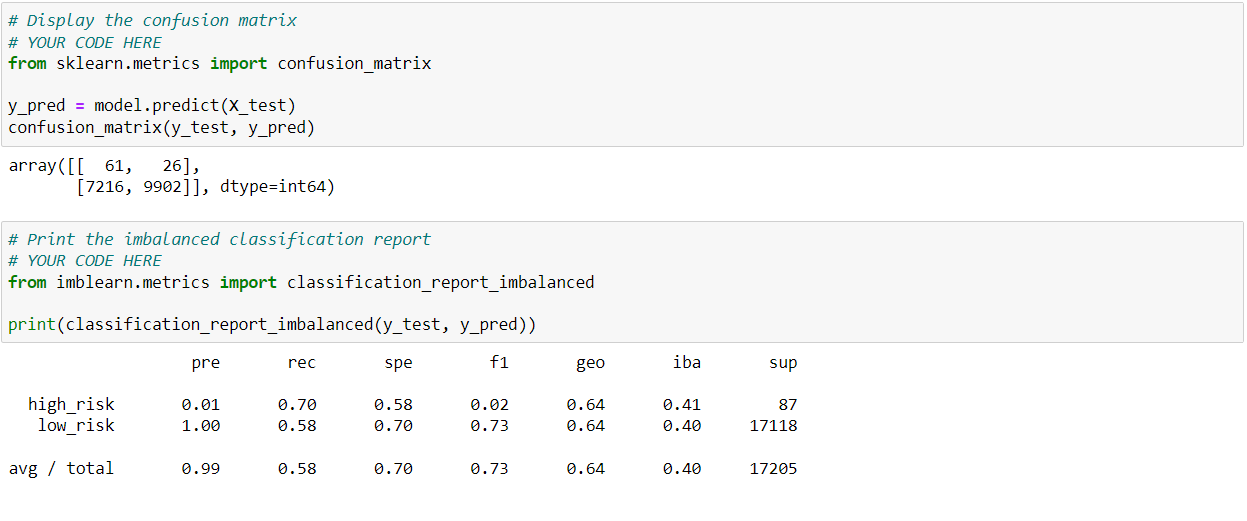 # Display the confusion matrix
# YOUR CODE HERE
from sklearn.metrics import confusion_matrix
y_pred = model.predict(X_test)
confusion_matrix(y_test, y_pred)
array([[  61,   26],
       [7216, 9902]], dtype=int64)
# Print the imbalanced classification report
# YOUR CODE HERE
from imblearn.metrics import classification_report_imbalanced
print(classification_report_imbalanced(y_test, y_pred))
                   pre       rec       spe        f1       geo       iba       sup
  high_risk       0.01      0.70      0.58      0.02      0.64      0.41        87
   low_risk       1.00      0.58      0.70      0.73      0.64      0.40     17118
avg / total       0.99      0.58      0.70      0.73      0.64      0.40     17205